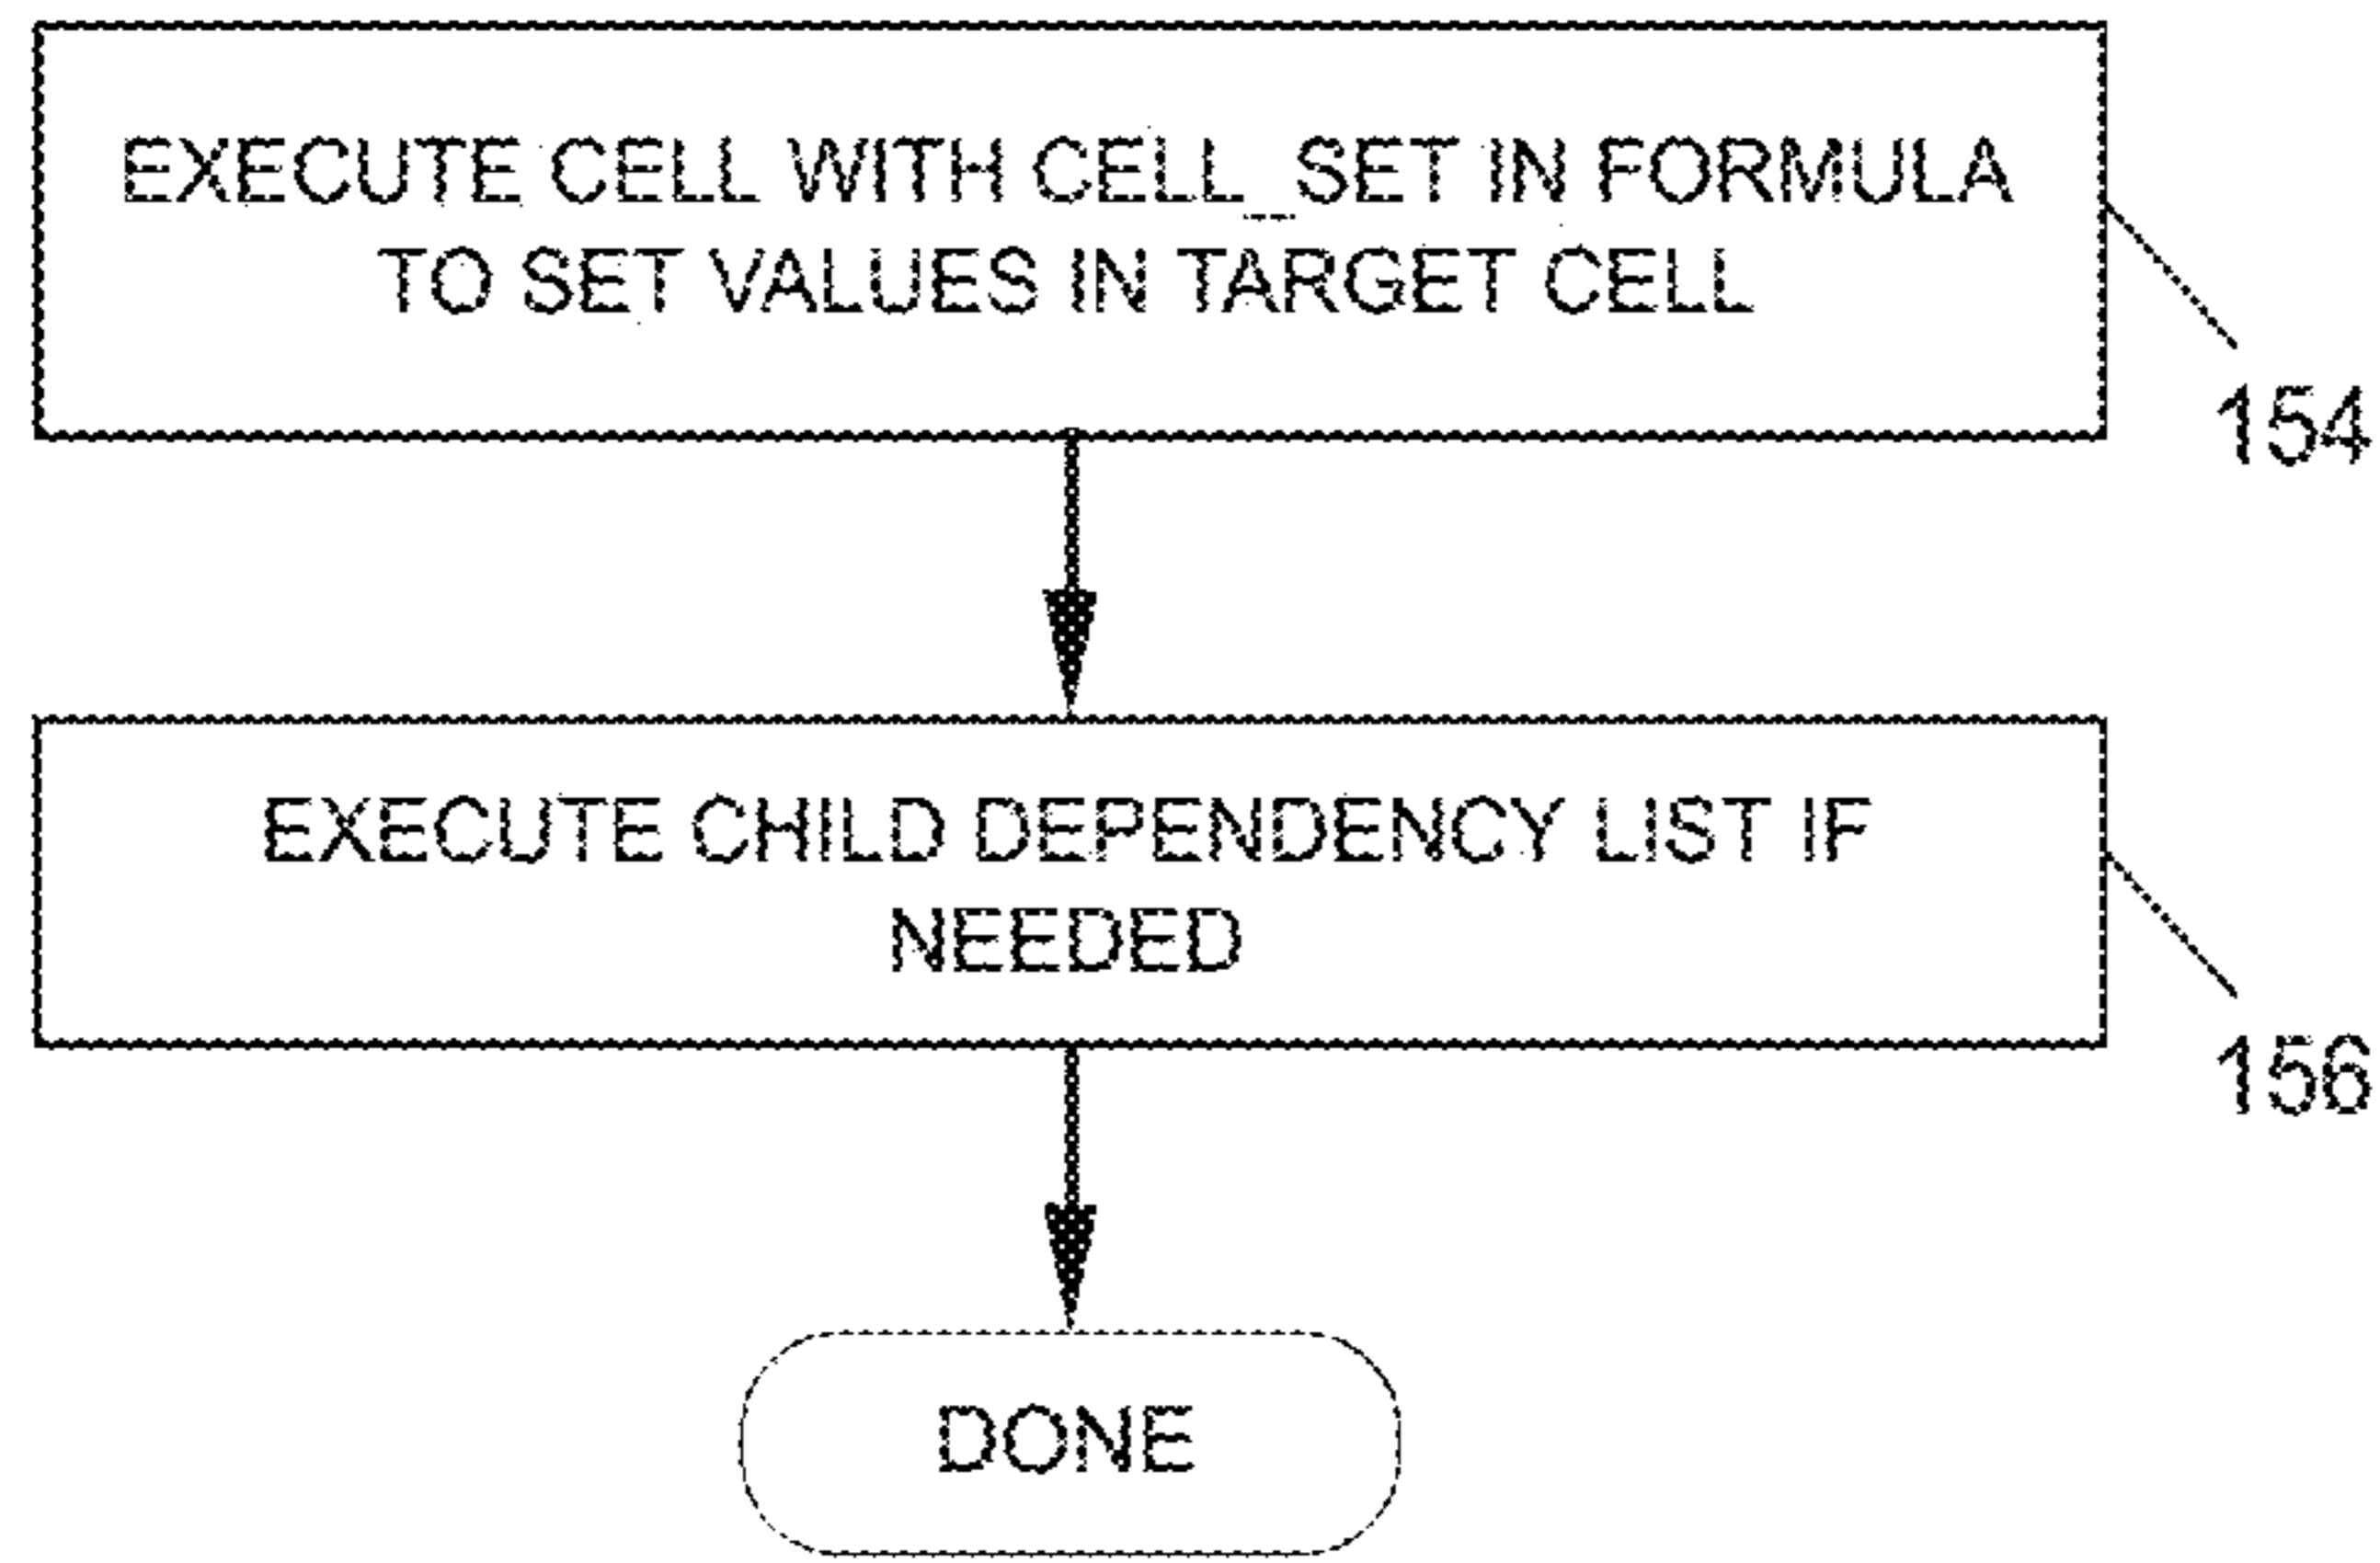 EXECUTE CELL WITH CELL_SET IN FORMULA
TO SET VALUES IN TARGET CELL
154
EXECUTE CHILD DEPENDENCY LIST IF
NEEDED
156
DONE